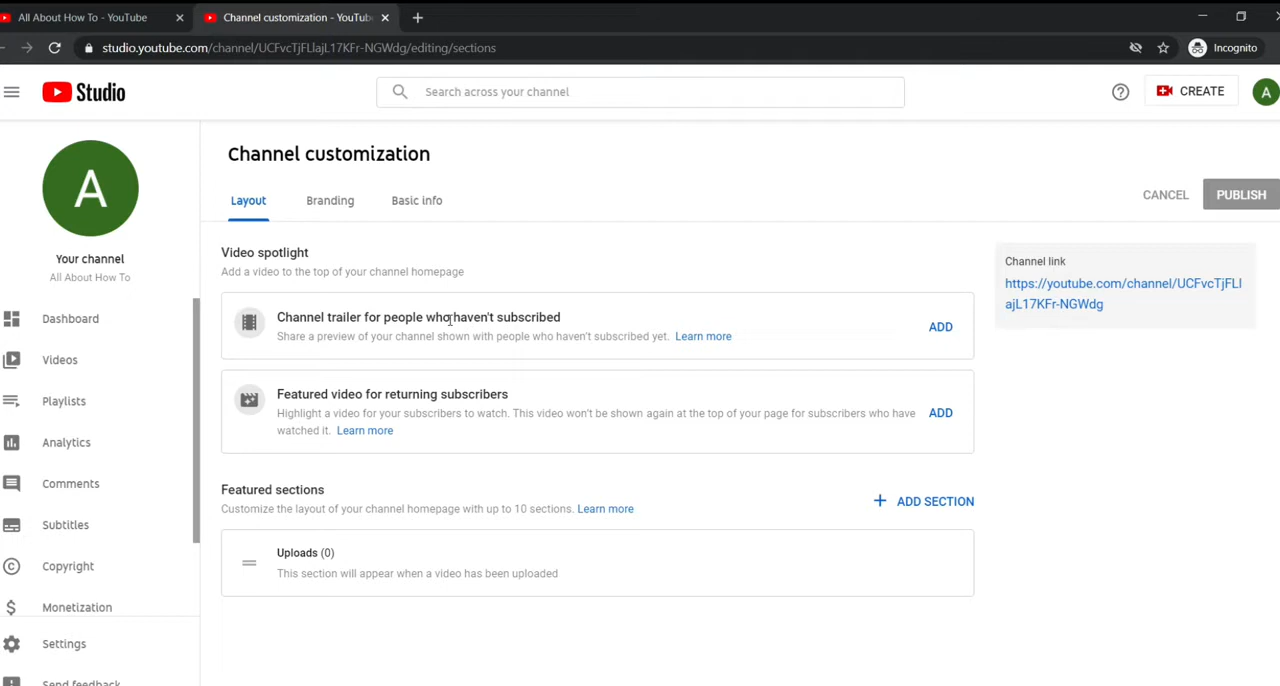 All About How To - YouTube
Channel customization - YouTub
studio.youtube.com/channel/UCFvcTjFLlajL17KFr-NGWdg/editing/sections
Incognito
Studio
Search across your channel
CREATE
A
A
Your channel
All About How To
Dashboard
Videos
Playlists
Analytics
Comments
Subtitles
Copyright
Monetization
Settings
Send feedback
Channel customization
Layout
Branding
Basic info
CANCEL
PUBLISH
Video spotlight
Add a video to the top of your channel homepage
Channel trailer for people who haven't subscribed
Share a preview of your channel shown with people who haven't subscribed yet. Learn more
ADD
Featured video for returning subscribers
Highlight a video for your subscribers to watch. This video won't be shown again at the top of your page for subscribers who have
watched it. Learn more
ADD
Featured sections
Customize the layout of your channel homepage with up to 10 sections. Learn more
ADD SECTION
Uploads (0)
This section will appear when a video has been uploaded
Channel link
https://youtube.com/channel/UCFvcTjFLl
ajL17KFr-NGWdg